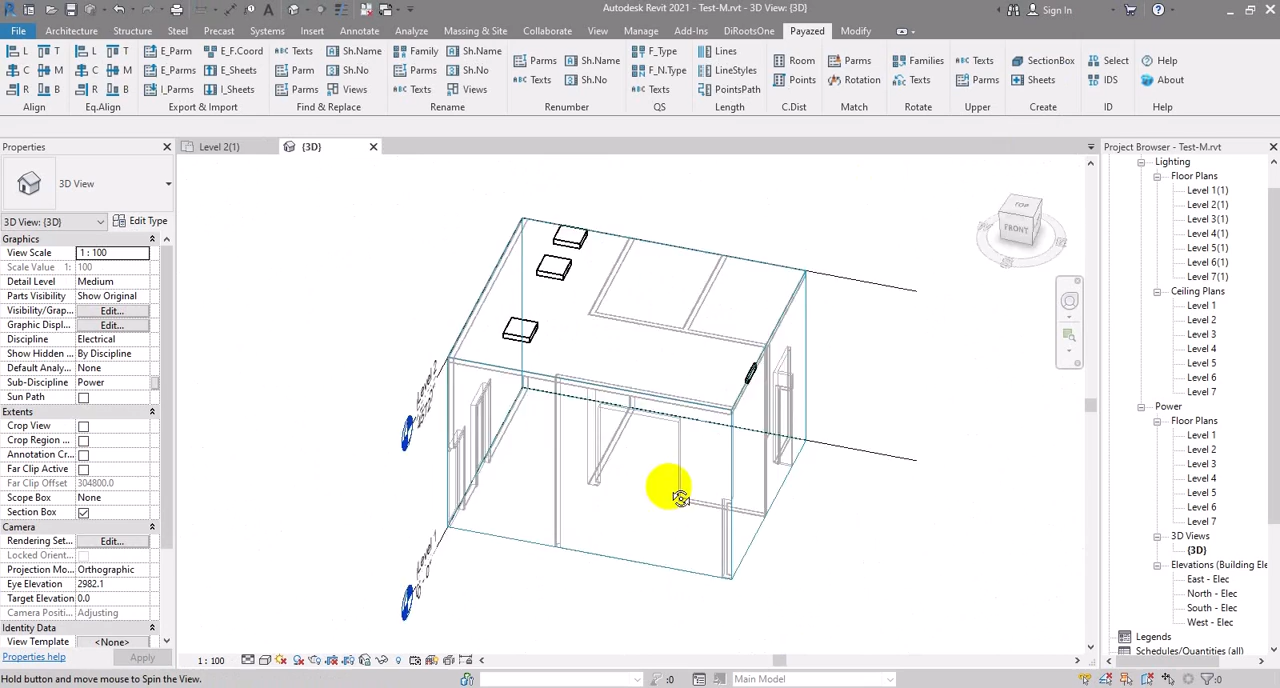 Autodesk Revit 2021 - Test-M.rvt - 3D View: {3D}
Sign In
File Architecture Structure Steel Precast Systems Insert Annotate Analyze Massing & Site Collaborate View Manage Add-Ins DiRootsOne Payazed Modify
L T L T E_Parm E_F.Coord Texts Sh.Name Family Sh.Name Parms Sh.Name F_Type Lines Room Parms Families Texts SectionBox Select Help
C M C M E_Parms E_Sheets Parm Sh.No Parms Sh.No Texts Sh.No F_N.Type LineStyles Points Rotation Texts Parms Sheets IDS About
R B R B I_Parms I_Sheets Parms Views Texts Views Texts PointsPath
Align Eq.Align Export & Import Find & Replace Rename Renumber QS Length C.Dist Match Rotate Upper Create ID Help
Properties
Level 2(1)
{3D}
Project Browser - Test-M.rvt
3D View
3D View: {3D}
Edit Type
Graphics
View Scale 1 : 100
Scale Value 1: 100
Detail Level Medium
Parts Visibility Show Original
Visibility/Grap... Edit...
Graphic Displ... Edit...
Discipline Electrical
Show Hidden ... By Discipline
Default Analy... None
Sub-Discipline Power
Sun Path
Extents
Crop View
Crop Region ...
Annotation Cr...
Far Clip Active
Far Clip Offset 304800.0
Scope Box None
Section Box
Camera
Rendering Set... Edit...
Locked Orient...
Projection Mo... Orthographic
Eye Elevation 2982.1
Target Elevation 0.0
Camera Positi... Adjusting
Identity Data
View Template <None>
Properties help
Apply
TOP
FRONT
Level 2
Level 1
Lighting
Floor Plans
Level 1(1)
Level 2(1)
Level 3(1)
Level 4(1)
Level 5(1)
Level 6(1)
Level 7(1)
Ceiling Plans
Level 1
Level 2
Level 3
Level 4
Level 5
Level 6
Level 7
Power
Floor Plans
Level 1
Level 2
Level 3
Level 4
Level 5
Level 6
Level 7
3D Views
{3D}
Elevations (Building Ele
East - Elec
North - Elec
South - Elec
West - Elec
Legends
Schedules/Quantities (all)
1 : 100
Hold button and move mouse to Spin the View.
:0
Main Model
:0